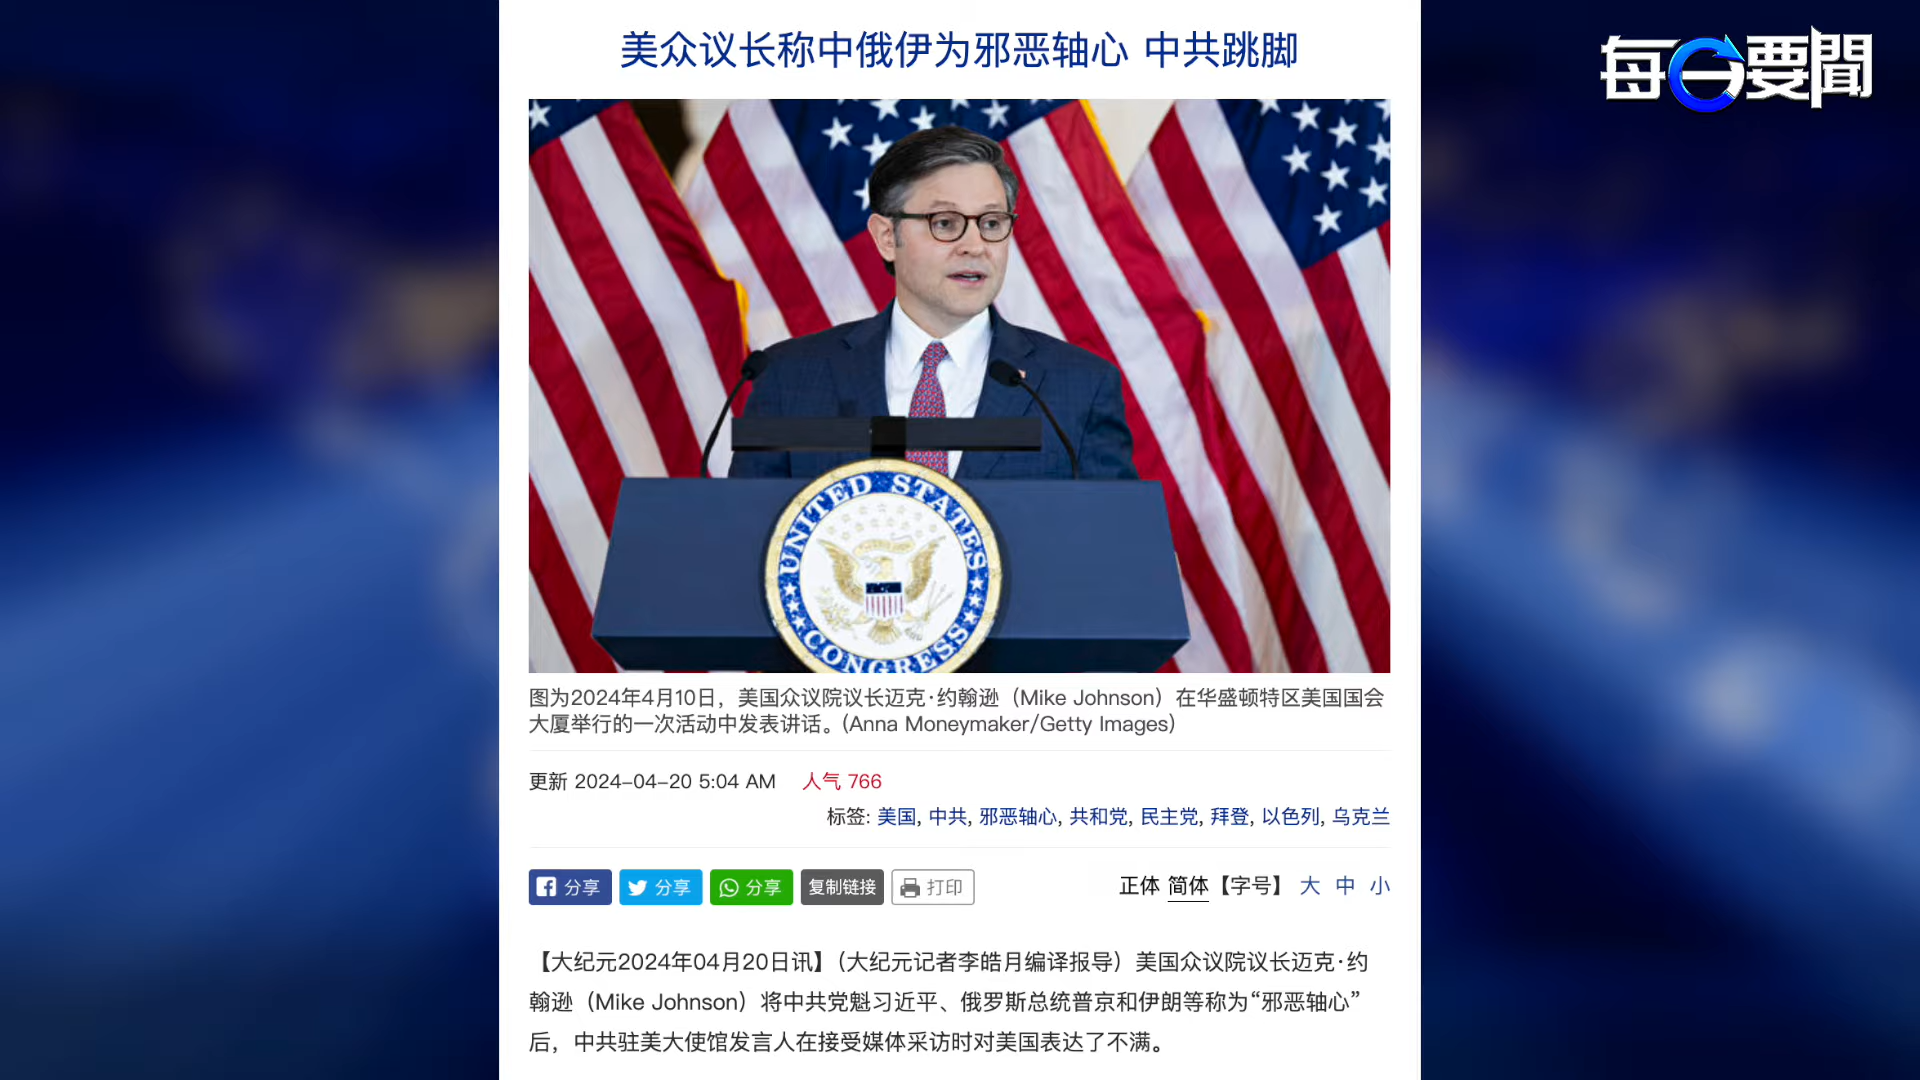 美众议长称中俄伊为邪恶轴心 中共跳脚
每日要聞
UNITED STATES
CONGRESS
图为2024年4月10日，美国众议院议长迈克·约翰逊（Mike Johnson）在华盛顿特区美国国会
大厦举行的一次活动中发表讲话。(Anna Moneymaker/Getty Images)
更新 2024-04-20 5:04 AM 人气 766
标签: 美国, 中共, 邪恶轴心, 共和党, 民主党, 拜登, 以色列, 乌克兰
分享 分享 分享 复制链接 打印 正体 简体【字号】 大 中 小
【大纪元2024年04月20日讯】（大纪元记者李皓月编译报导）美国众议院议长迈克·约
翰逊（Mike Johnson）将中共党魁习近平、俄罗斯总统普京和伊朗等称为“邪恶轴心”
后，中共驻美大使馆发言人在接受媒体采访时对美国表达了不满。